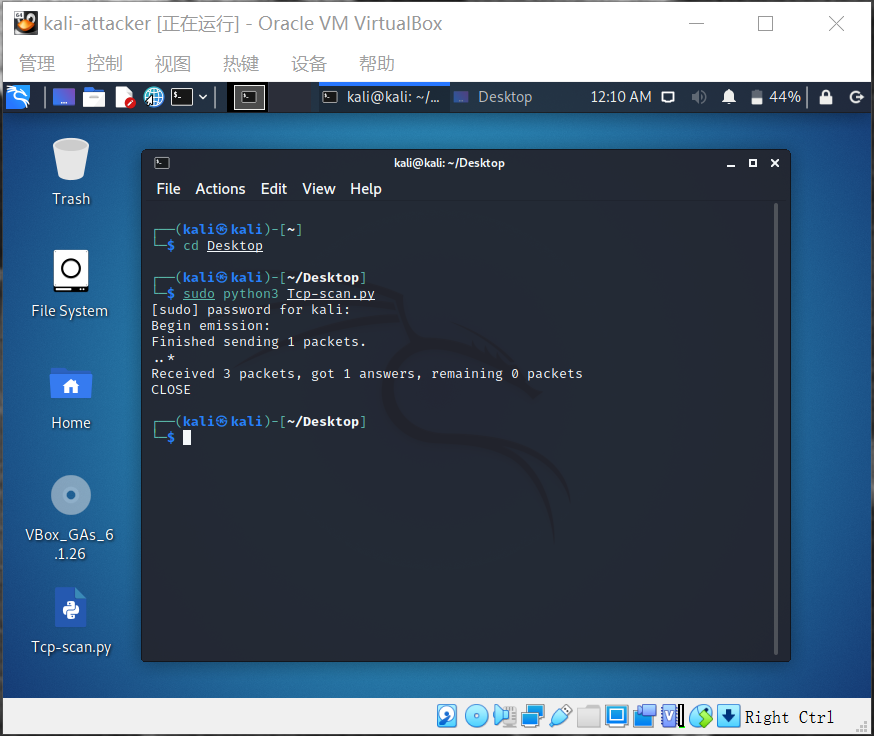 kali-attacker [正在运行] - Oracle VM VirtualBox
管理 控制 视图 热键 设备 帮助
kali@kali: ~/... Desktop 12:10 AM 44%
Trash
File System
Home
VBox_GAs_6
.1.26
Tcp-scan.py
kali@kali: ~/Desktop
File Actions Edit View Help
┌──(kali㉿kali)-[~]
└─$ cd Desktop
┌──(kali㉿kali)-[~/Desktop]
└─$ sudo python3 Tcp-scan.py
[sudo] password for kali:
Begin emission:
Finished sending 1 packets.
..*
Received 3 packets, got 1 answers, remaining 0 packets
CLOSE
┌──(kali㉿kali)-[~/Desktop]
└─$
Right Ctrl